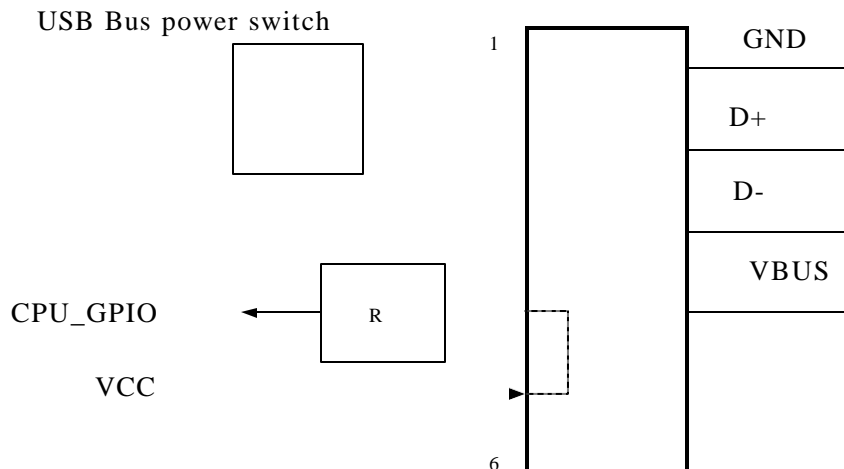 USB Bus power switch
1
GND
D+
D-
VBUS
CPU_GPIO
R
VCC
6